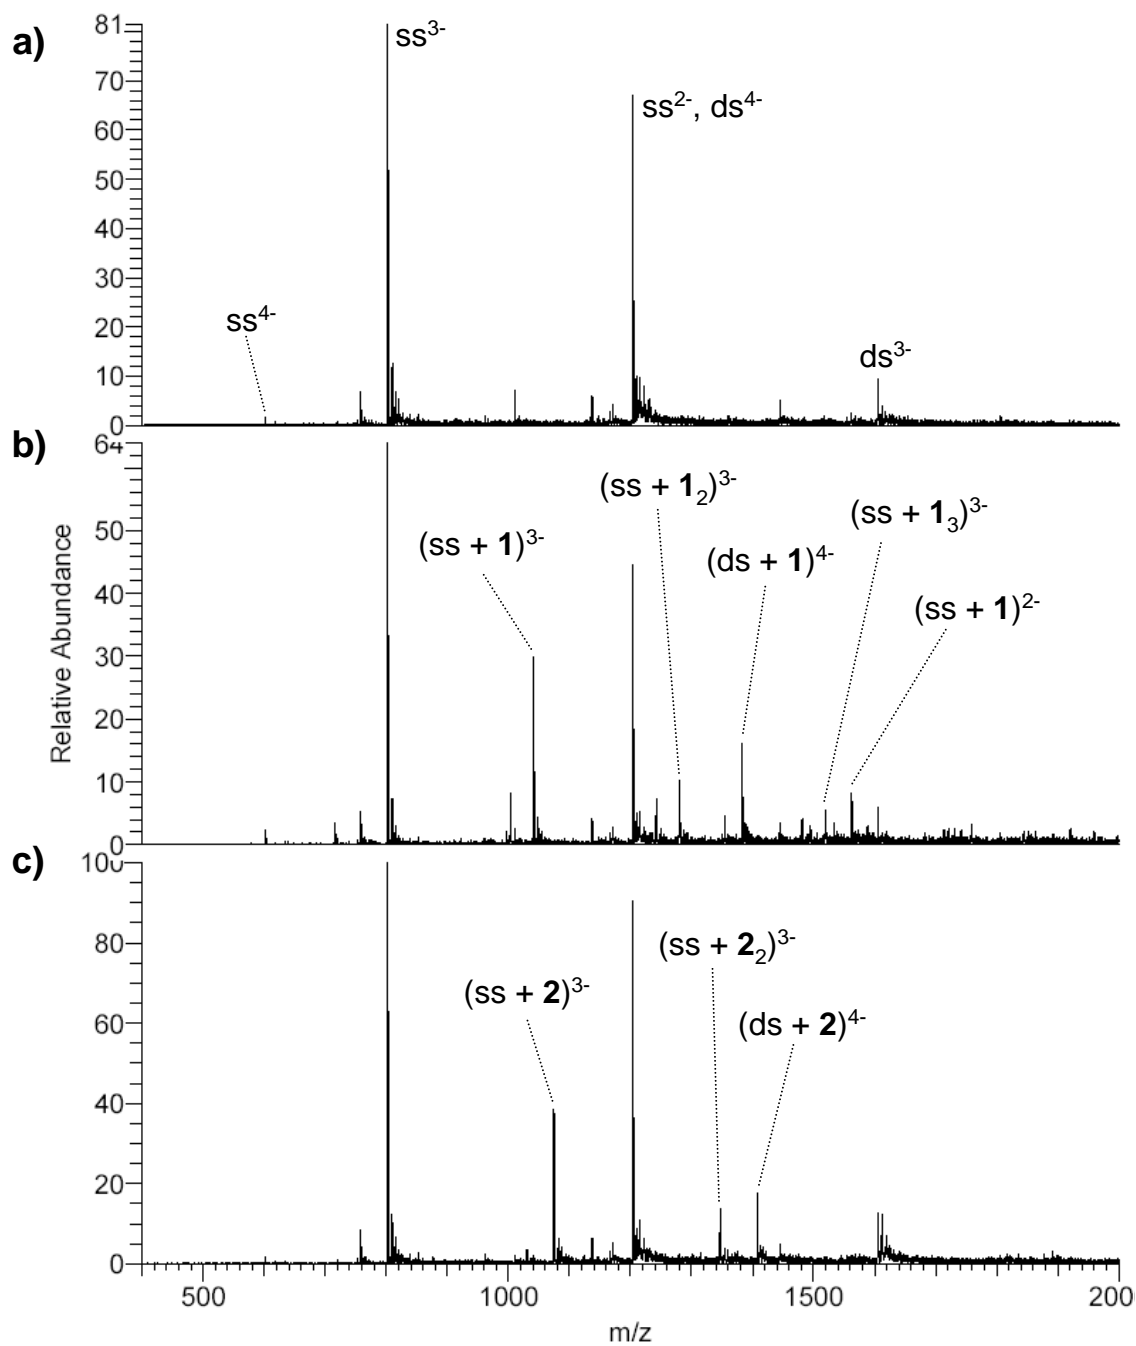 a)
81
70
60
50
40
30
20
10
0
ss4-
ss3-
ss2-, ds4-
ds3-
b)
64
50
40
30
20
10
0
Relative Abundance
(ss + 1)3-
(ss + 12)3-
(ds + 1)4-
(ss + 13)3-
(ss + 1)2-
c)
100
80
60
40
20
0
(ss + 2)3-
(ss + 22)3-
(ds + 2)4-
500
1000
1500
200
m/z